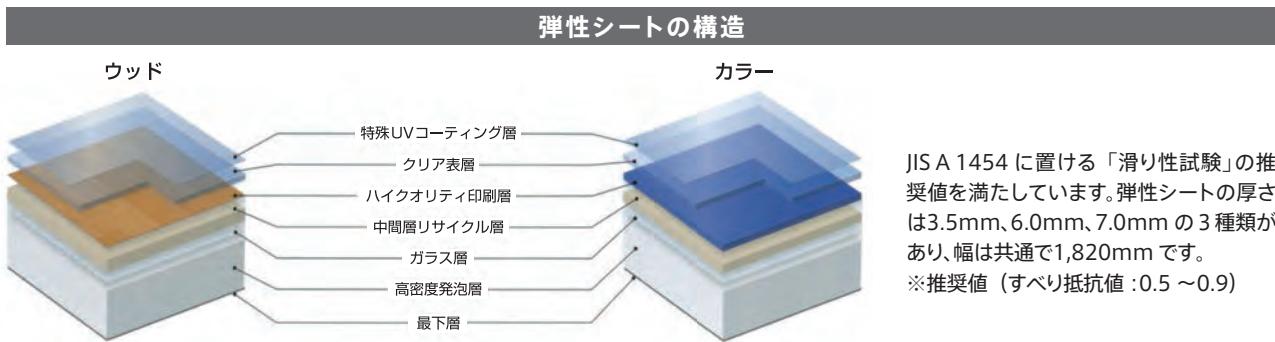 弾性シートの構造
ウッド
カラー
特殊UVコーティング層
クリア表層
ハイクオリティ印刷層
中間層リサイクル層
ガラス層
高密度発泡層
最下層
JIS A 1454 に置ける「滑り性試験」の推
奨値を満たしています。弾性シートの厚さ
は3.5mm、6.0mm、7.0mm の 3 種類が
あり、幅は共通で1,820mm です。
※推奨値（すべり抵抗値 : 0.5 ～0.9）